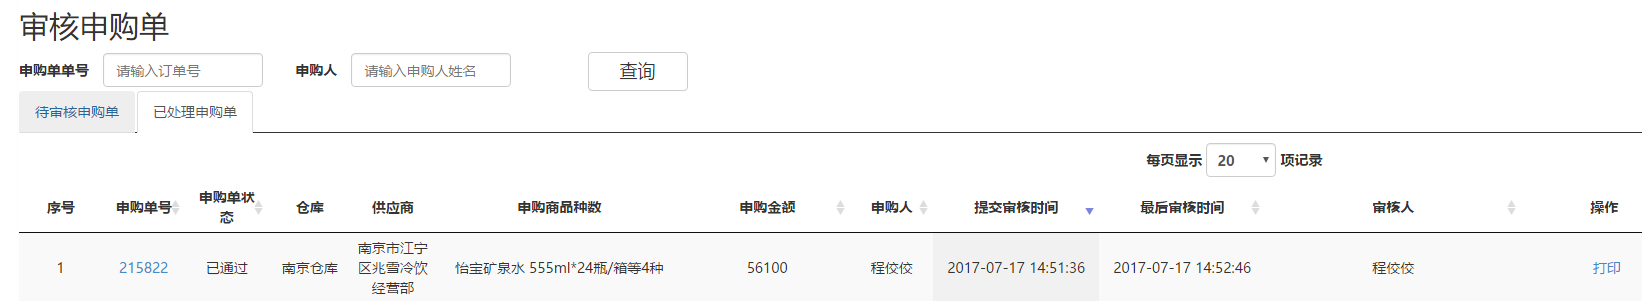 审核申购单
申购单单号 请输入订单号 申购人 请输入申购人姓名 查询
待审核申购单 已处理申购单
每页显示 20 项记录
序号 申购单号 申购单状态 仓库 供应商 申购商品种数 申购金额 申购人 提交审核时间 最后审核时间 审核人 操作
1 215822 已通过 南京仓库 南京市江宁区兆雪冷饮经营部 怡宝矿泉水 555ml*24瓶/箱等4种 56100 程佼佼 2017-07-17 14:51:36 2017-07-17 14:52:46 程佼佼 打印